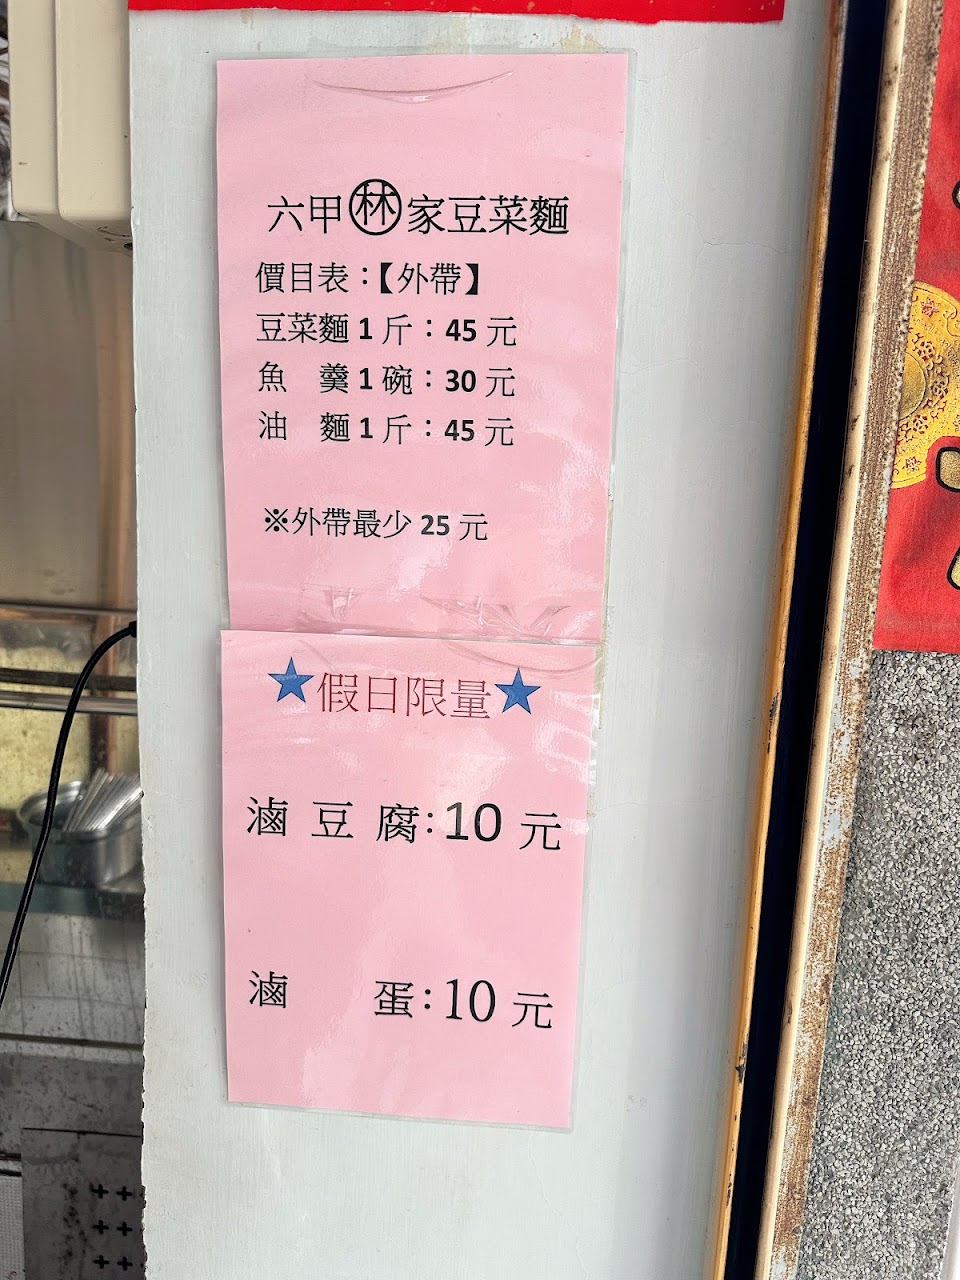 六甲林家豆菜麵
價目表：【外帶】
豆菜麵 1 斤：45 元
魚　羹 1 碗：30 元
油　麵 1 斤：45 元
※外帶最少 25 元
★假日限量★
滷 豆 腐：10 元
滷　　蛋：10 元